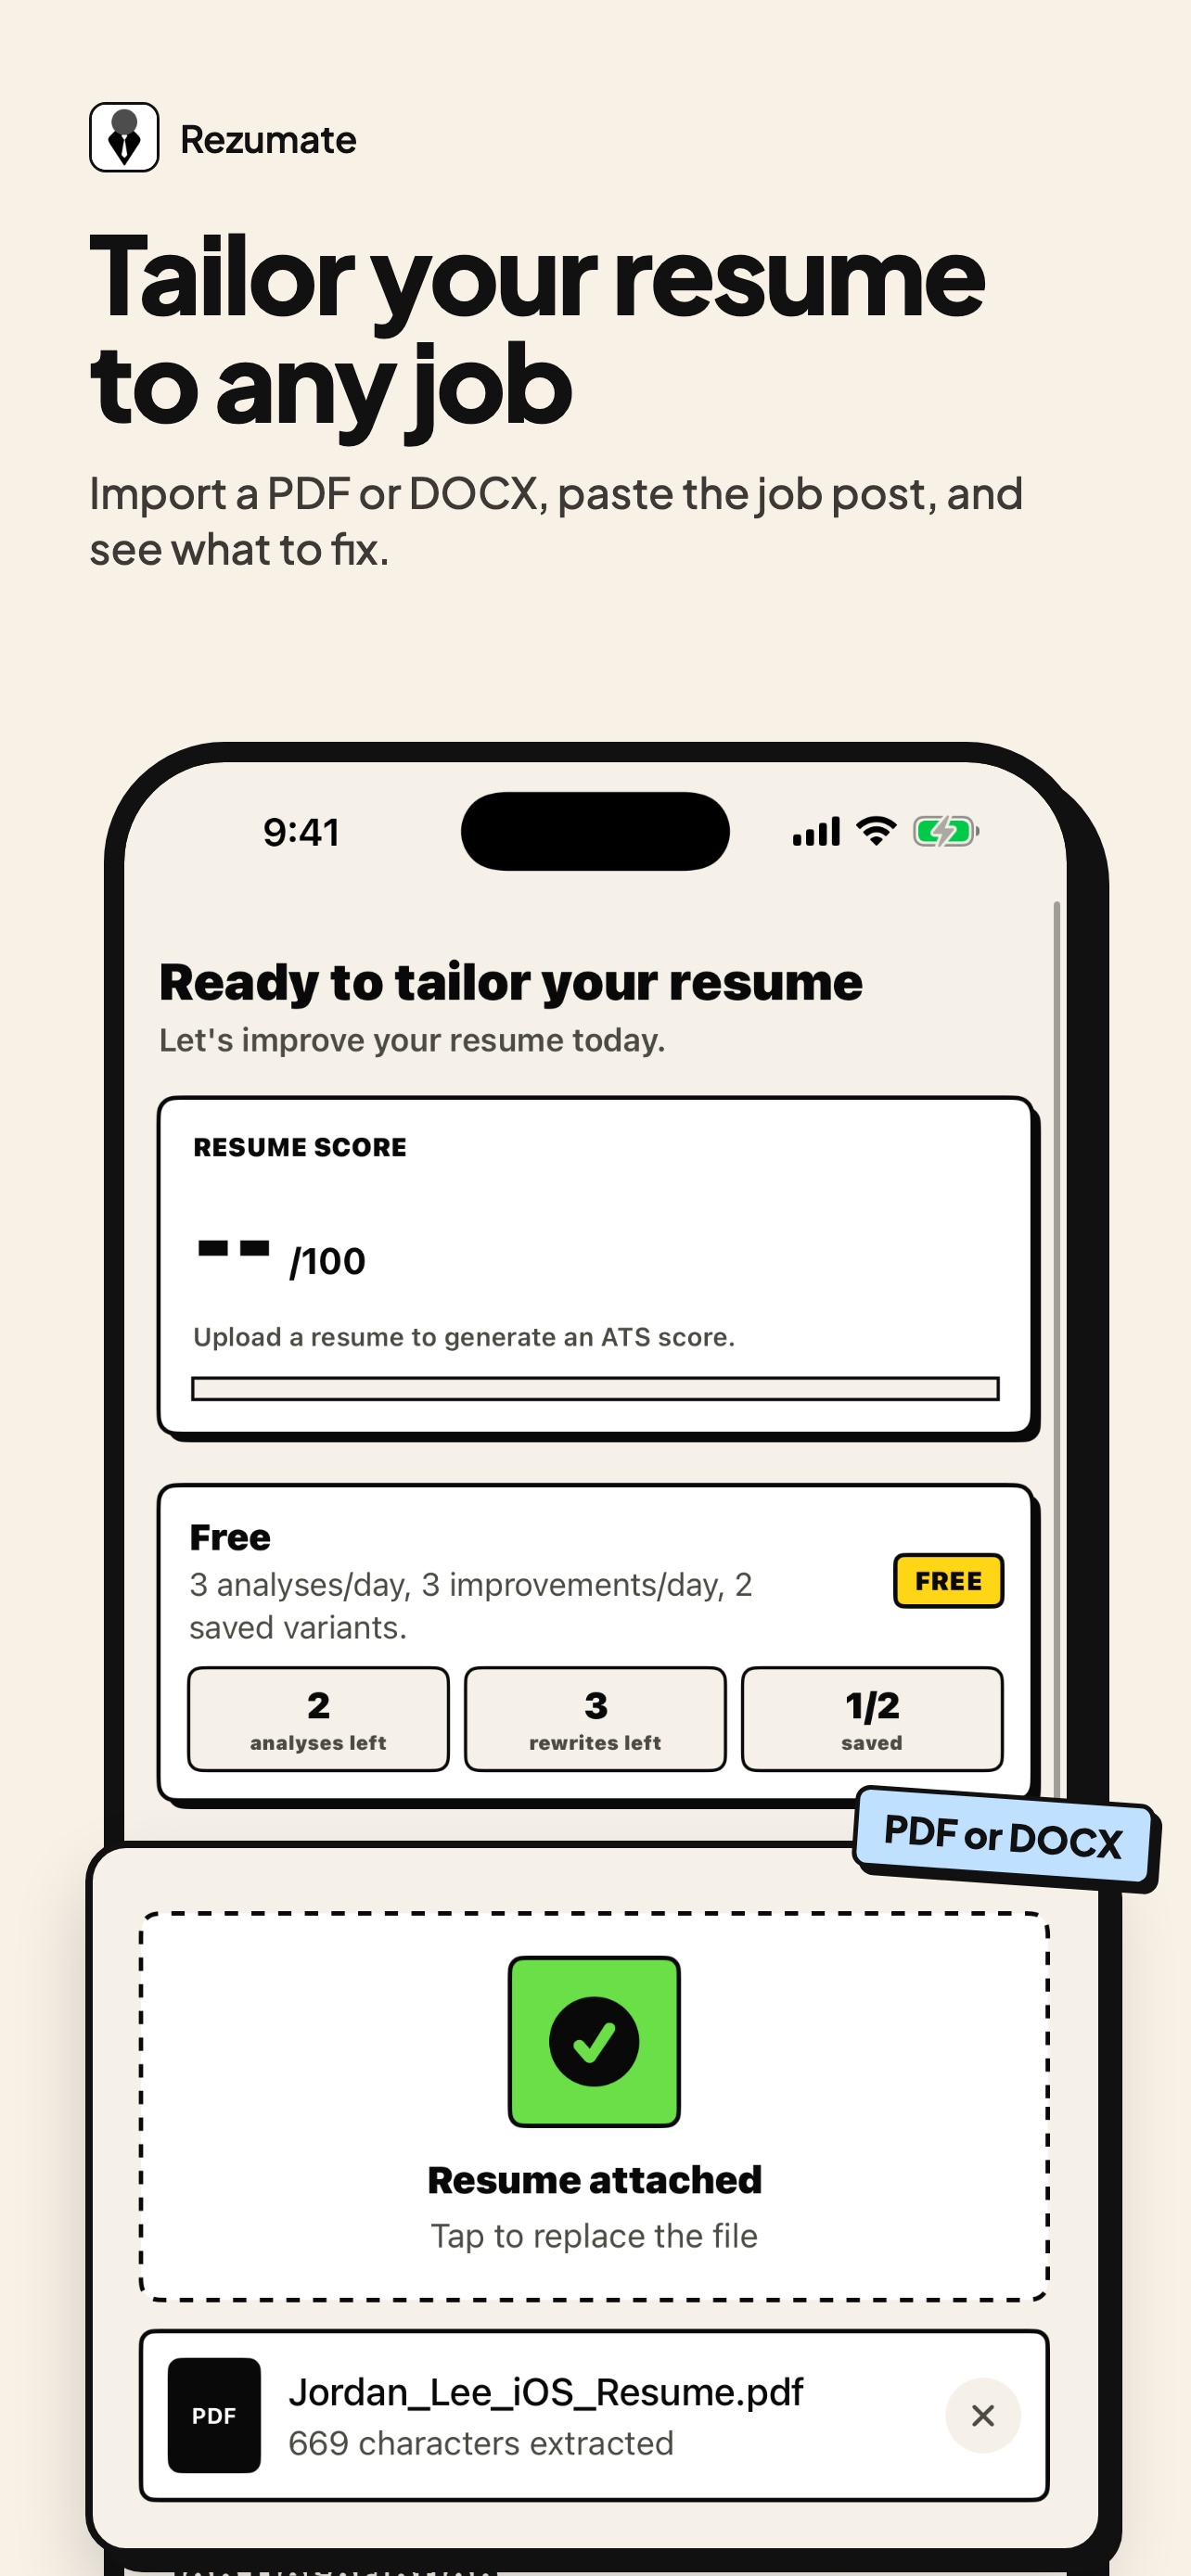 Rezumate
Tailor your resume
to any job
Import a PDF or DOCX, paste the job post, and
see what to fix.
9:41
Ready to tailor your resume
Let's improve your resume today.
RESUME SCORE
-- /100
Upload a resume to generate an ATS score.
Free
3 analyses/day, 3 improvements/day, 2
saved variants.
FREE
2
analyses left
3
rewrites left
1/2
saved
PDF or DOCX
Resume attached
Tap to replace the file
PDF
Jordan_Lee_iOS_Resume.pdf
669 characters extracted